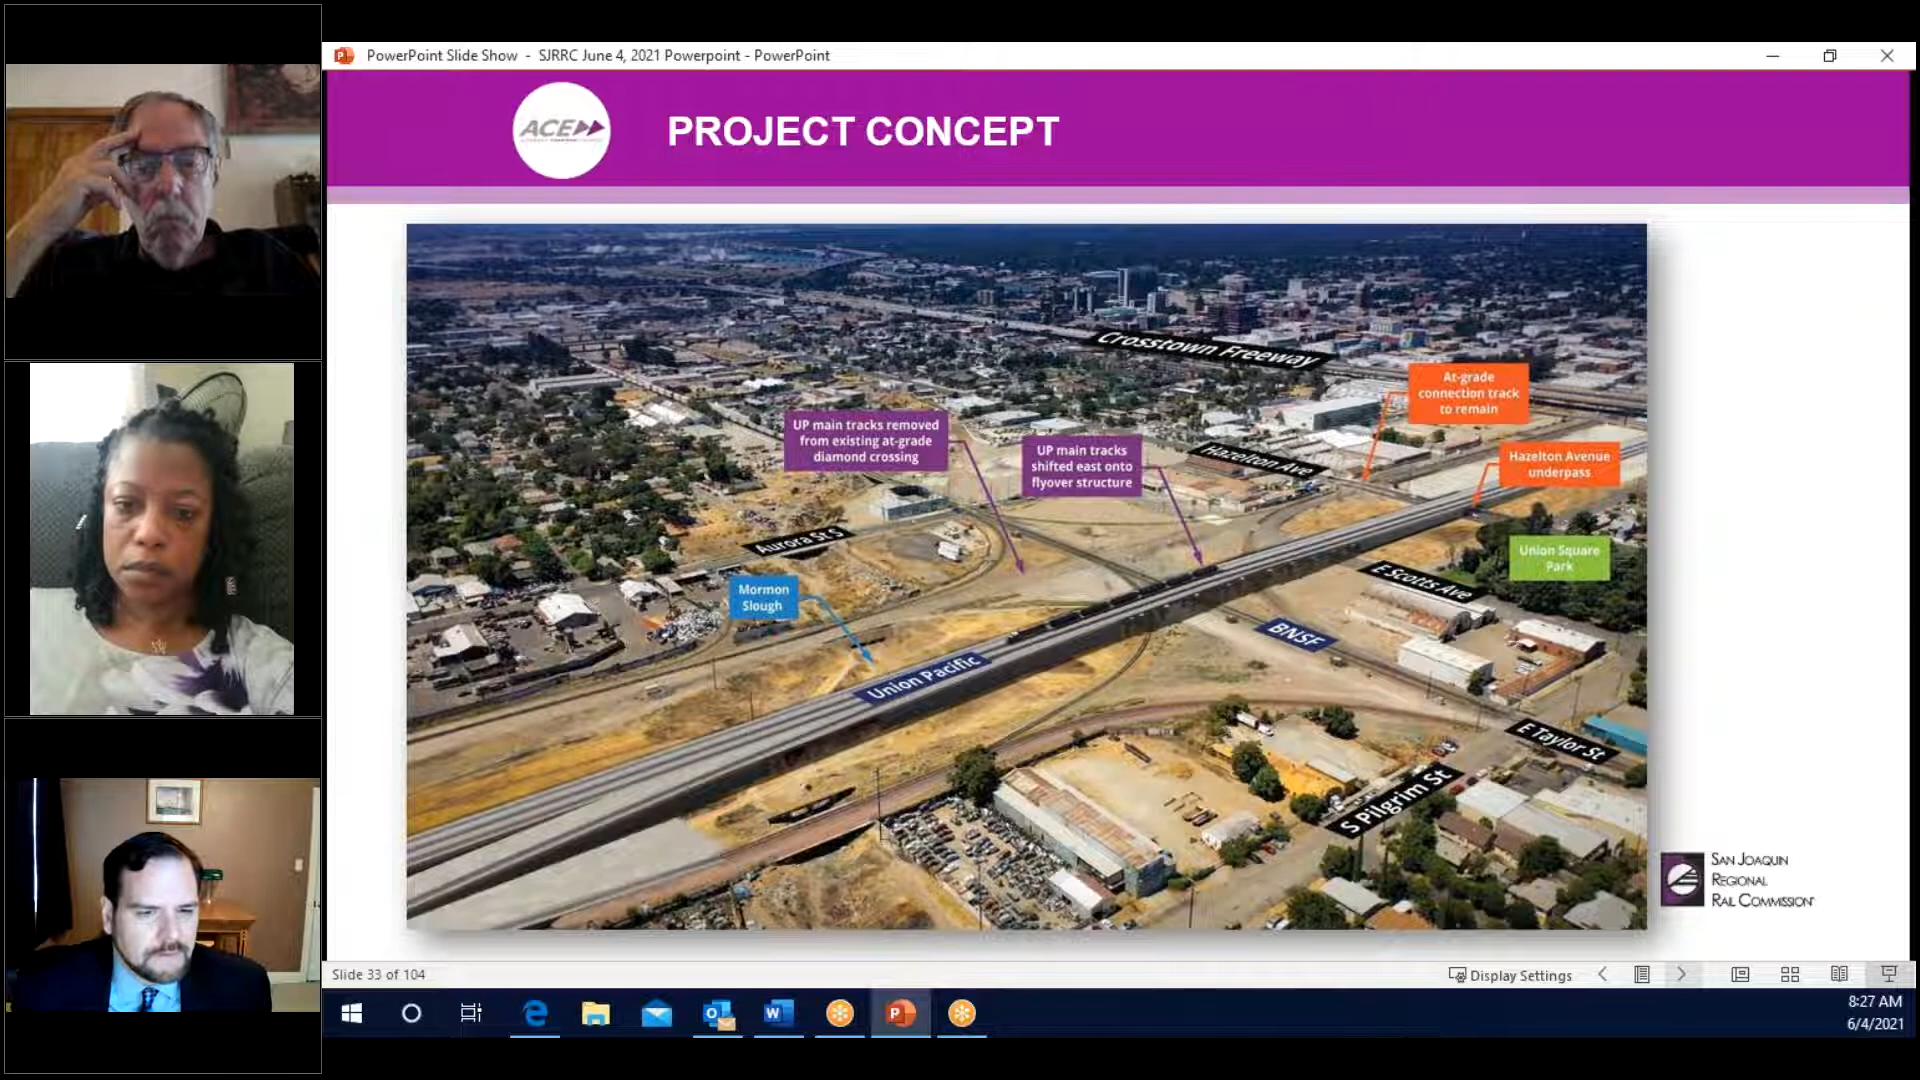 PowerPoint Slide Show - SJRRC June 4, 2021 Powerpoint - PowerPoint
ACE
PROJECT CONCEPT
Crosstown Freeway
At-grade
connection track
to remain
UP main tracks removed
from existing at-grade
diamond crossing
UP main tracks
shifted east onto
flyover structure
Hazelton Ave
Hazelton Avenue
underpass
Aurora St S
Union Square
Park
E Scotts Ave
Mormon
Slough
BNSF
Union Pacific
E Taylor St
S Pilgrim St
SAN JOAQUIN
REGIONAL
RAIL COMMISSION
Slide 33 of 104
Display Settings
8:27 AM
6/4/2021